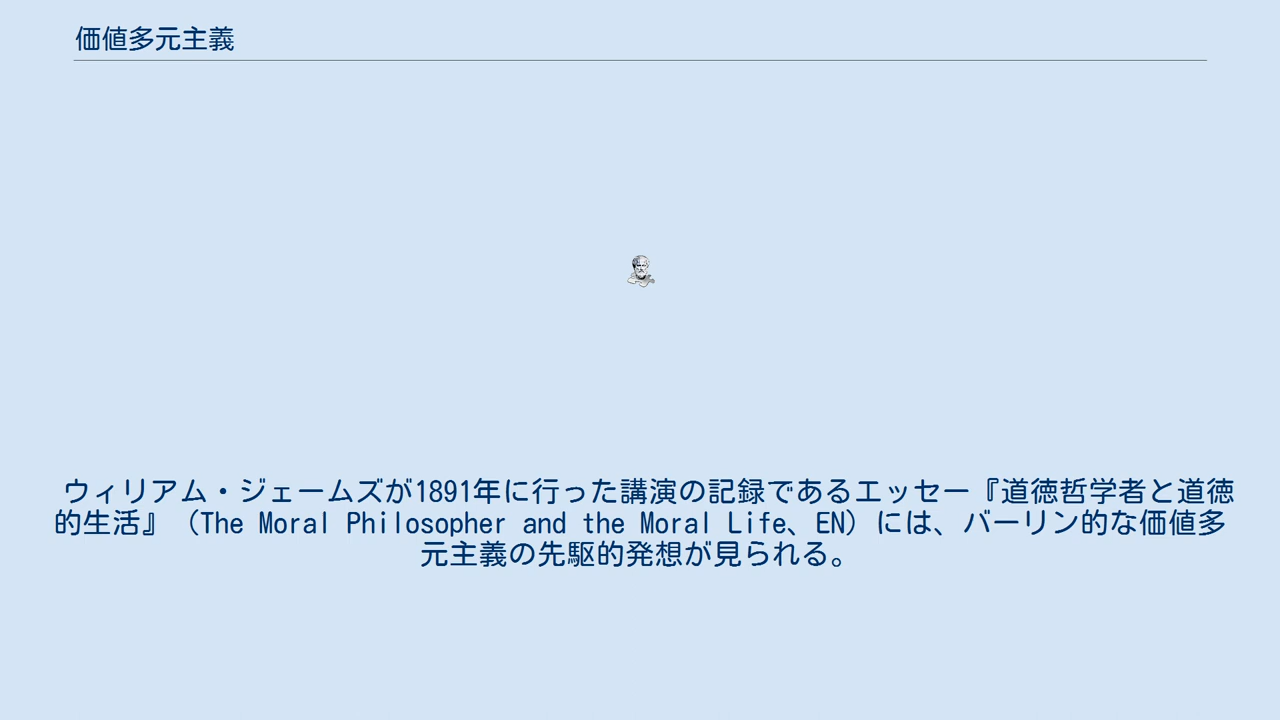 価値多元主義
ウィリアム・ジェームズが1891年に行った講演の記録であるエッセー『道徳哲学者と道徳
的生活』（The Moral Philosopher and the Moral Life、EN）には、バーリン的な価値多
元主義の先駆的発想が見られる。